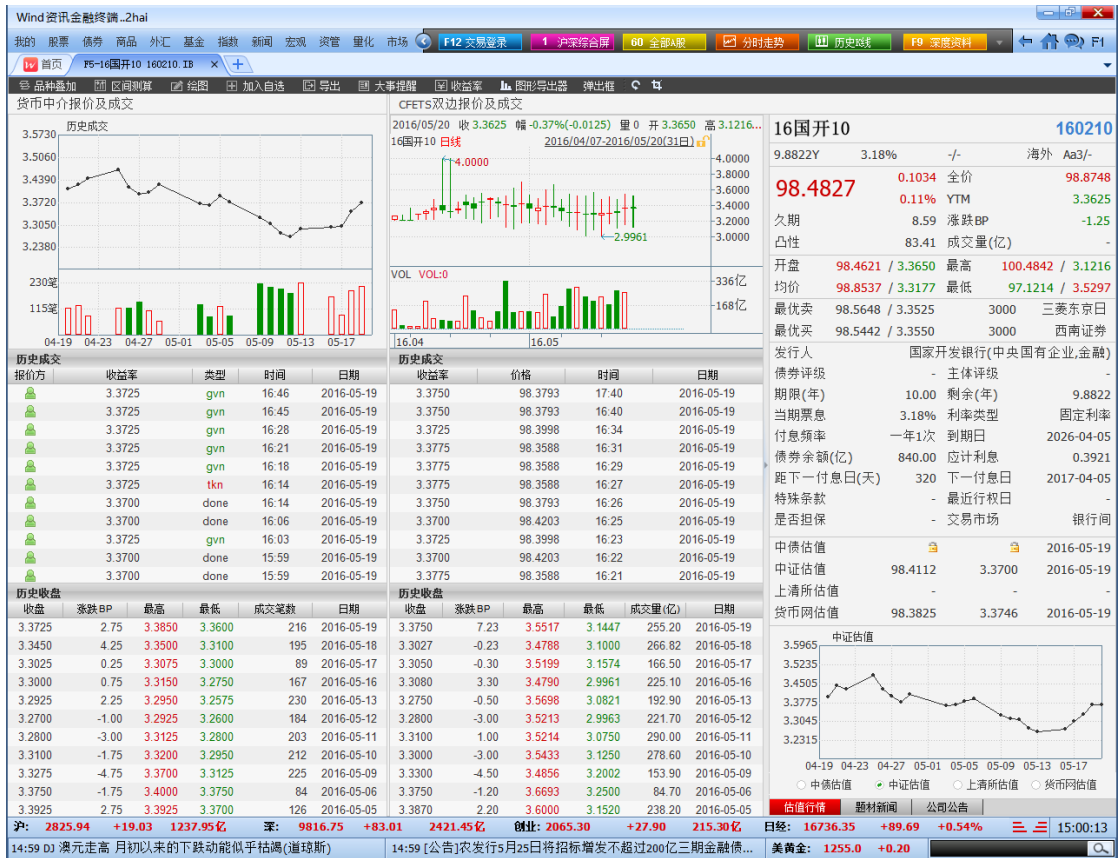 Wind资讯金融终端..2hai
我的 股票 债券 商品 外汇 基金 指数 新闻 宏观 资管 量化 市场 F12 交易登录 1 沪深综合屏 60 全部A股 分时走势 历史K线 F9 深度资料 F1
首页 F5-16国开10 160210.IB × +
品种叠加 区间测算 绘图 加入自选 导出 大事提醒 收益率 图形导出器 弹出框
货币中介报价及成交
历史成交
3.5730
3.5060
3.4390
3.3720
3.3050
3.2380
230笔
115笔
04-19 04-23 04-27 05-01 05-05 05-09 05-13 05-17
CFETS双边报价及成交
2016/05/20 收 3.3625 幅 -0.37%(-0.0125) 量 0 开 3.3650 高 3.1216...
16国开10 日线 2016/04/07-2016/05/20(31日)
4.0000
4.0000
3.8000
3.6000
3.4000
3.2000
3.0000
2.9961
VOL VOL:0
336亿
168亿
16.04 16.05
历史成交
报价方 收益率 类型 时间 日期
3.3725 gvn 16:46 2016-05-19
3.3725 gvn 16:45 2016-05-19
3.3725 gvn 16:28 2016-05-19
3.3725 gvn 16:21 2016-05-19
3.3725 gvn 16:18 2016-05-19
3.3725 tkn 16:14 2016-05-19
3.3700 done 16:14 2016-05-19
3.3700 done 16:06 2016-05-19
3.3725 gvn 16:03 2016-05-19
3.3700 done 15:59 2016-05-19
3.3700 done 15:59 2016-05-19
历史成交
收益率 价格 时间 日期
3.3750 98.3793 17:40 2016-05-19
3.3750 98.3793 16:40 2016-05-19
3.3725 98.3998 16:34 2016-05-19
3.3775 98.3588 16:31 2016-05-19
3.3775 98.3588 16:29 2016-05-19
3.3775 98.3588 16:27 2016-05-19
3.3750 98.3793 16:26 2016-05-19
3.3700 98.4203 16:25 2016-05-19
3.3725 98.3998 16:23 2016-05-19
3.3700 98.4203 16:22 2016-05-19
3.3775 98.3588 16:21 2016-05-19
历史收盘
收盘 涨跌BP 最高 最低 成交笔数 日期
3.3725 2.75 3.3850 3.3600 216 2016-05-19
3.3450 4.25 3.3500 3.3100 195 2016-05-18
3.3025 0.25 3.3075 3.3000 89 2016-05-17
3.3000 0.75 3.3150 3.2750 167 2016-05-16
3.2925 2.25 3.2950 3.2575 230 2016-05-13
3.2700 -1.00 3.2925 3.2600 184 2016-05-12
3.2800 -3.00 3.3125 3.2800 203 2016-05-11
3.3100 -1.75 3.3200 3.2950 212 2016-05-10
3.3275 -4.75 3.3700 3.3125 225 2016-05-09
3.3750 -1.75 3.4000 3.3750 84 2016-05-06
3.3925 2.75 3.3925 3.3700 126 2016-05-05
历史收盘
收盘 涨跌BP 最高 最低 成交量(亿) 日期
3.3750 7.23 3.5517 3.1447 255.20 2016-05-19
3.3027 -0.23 3.4788 3.1000 266.82 2016-05-18
3.3050 -0.30 3.5199 3.1574 166.50 2016-05-17
3.3080 3.30 3.4790 2.9961 225.10 2016-05-16
3.2750 -0.50 3.5698 3.0821 192.90 2016-05-13
3.2800 -3.00 3.5213 2.9963 221.70 2016-05-12
3.3100 1.00 3.5214 3.0750 290.00 2016-05-11
3.3000 -3.00 3.5433 3.1250 278.60 2016-05-10
3.3300 -4.50 3.4856 3.2002 153.90 2016-05-09
3.3750 -1.20 3.6693 3.2500 84.70 2016-05-06
3.3870 2.20 3.6000 3.1520 238.20 2016-05-05
16国开10 160210
9.8822Y 3.18% -/- 海外 Aa3/-
98.4827 0.1034 全价 98.8748
0.11% YTM 3.3625
久期 8.59 涨跌BP -1.25
凸性 83.41 成交量(亿) -
开盘 98.4621 / 3.3650 最高 100.4842 / 3.1216
均价 98.8537 / 3.3177 最低 97.1214 / 3.5297
最优卖 98.5648 / 3.3525 3000 三菱东京日
最优买 98.5442 / 3.3550 3000 西南证券
发行人 国家开发银行(中央国有企业,金融)
债券评级 - 主体评级 -
期限(年) 10.00 剩余(年) 9.8822
当期票息 3.18% 利率类型 固定利率
付息频率 一年1次 到期日 2026-04-05
债券余额(亿) 840.00 应计利息 0.3921
距下一付息日(天) 320 下一付息日 2017-04-05
特殊条款 - 最近行权日 -
是否担保 - 交易市场 银行间
中债估值 2016-05-19
中证估值 98.4112 3.3700 2016-05-19
上清所估值 - - -
货币网估值 98.3825 3.3746 2016-05-19
中证估值
3.5965
3.5235
3.4505
3.3775
3.3045
3.2315
04-19 04-23 04-27 05-01 05-05 05-09 05-13 05-17
中债估值 中证估值 上清所估值 货币网估值
估值行情 题材新闻 公司公告
沪: 2825.94 +19.03 1237.95亿 深: 9816.75 +83.01 2421.45亿 创业: 2065.30 +27.90 215.30亿 日经: 16736.35 +89.69 +0.54% 15:00:13
14:59 DJ 澳元走高 月初以来的下跌动能似乎枯竭(道琼斯) 14:59 [公告]农发行5月25日将招标增发不超过200亿三期金融债... 美黄金: 1255.0 +0.20